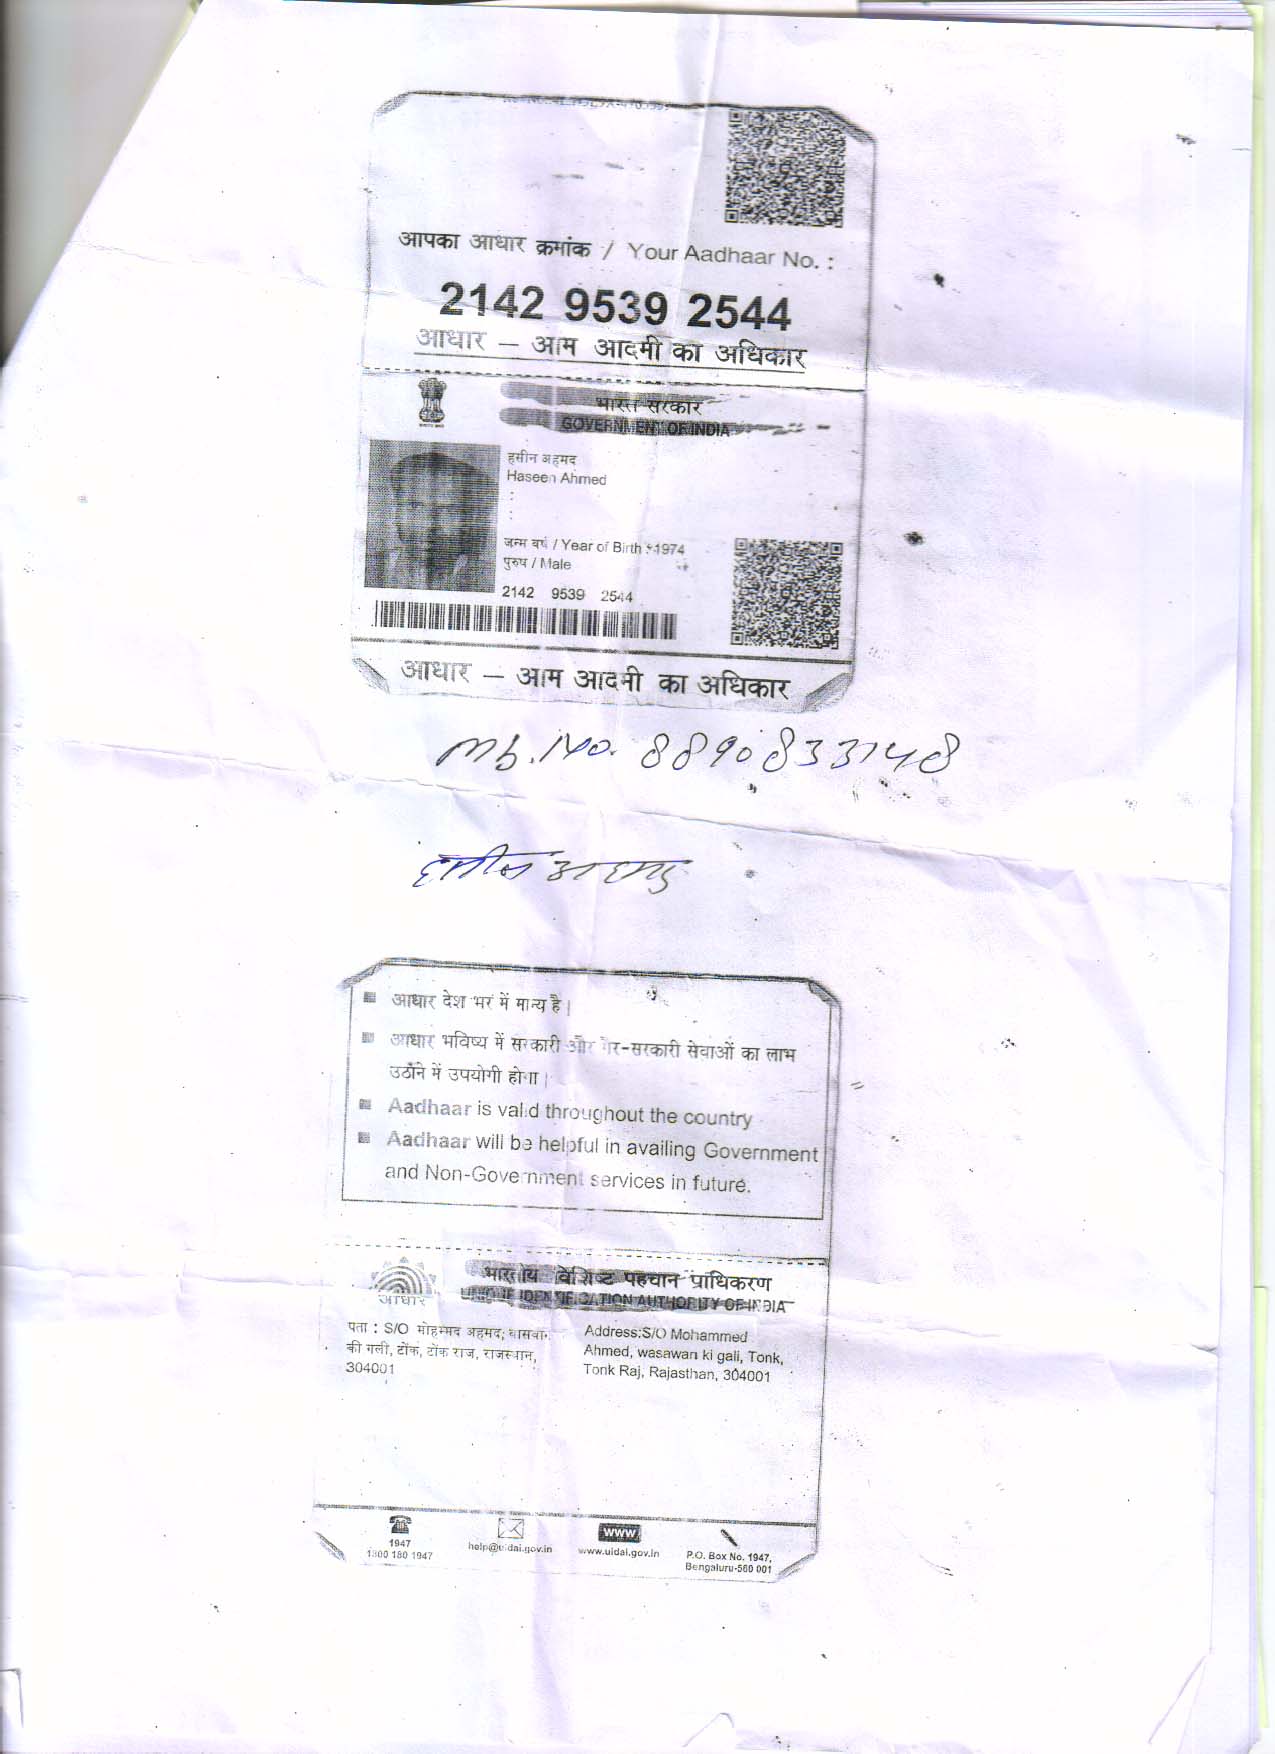 आपका आधार क्रमांक / Your Aadhaar No. :
2142 9539 2544
आधार – आम आदमी का अधिकार
भारत सरकार
GOVERNMENT OF INDIA
हसीन अहमद
Haseen Ahmed
:
:
जन्म वर्ष / Year of Birth : 1974
पुरुष / Male
2142 9539 2544
आधार – आम आदमी का अधिकार
Mb. No. 8890833148
हसीन अहमद
आधार देश भर में मान्य है।
आधार भविष्य में सरकारी और गैर-सरकारी सेवाओं का लाभ
उठाने में उपयोगी होगा।
Aadhaar is valid throughout the country
Aadhaar will be helpful in availing Government
and Non-Government services in future.
भारतीय विशिष्ट पहचान प्राधिकरण
UNIQUE IDENTIFICATION AUTHORITY OF INDIA
आधार
पता : S/O मोहम्मद अहमद, बासवान
की गली, टोंक, टोंक राज, राजस्थान,
304001
Address:S/O Mohammed
Ahmed, wasawan ki gali, Tonk,
Tonk Raj, Rajasthan, 304001
1947
1800 180 1947
help@uidai.gov.in
www
www.uidai.gov.in
P.O. Box No. 1947,
Bengaluru-560 001